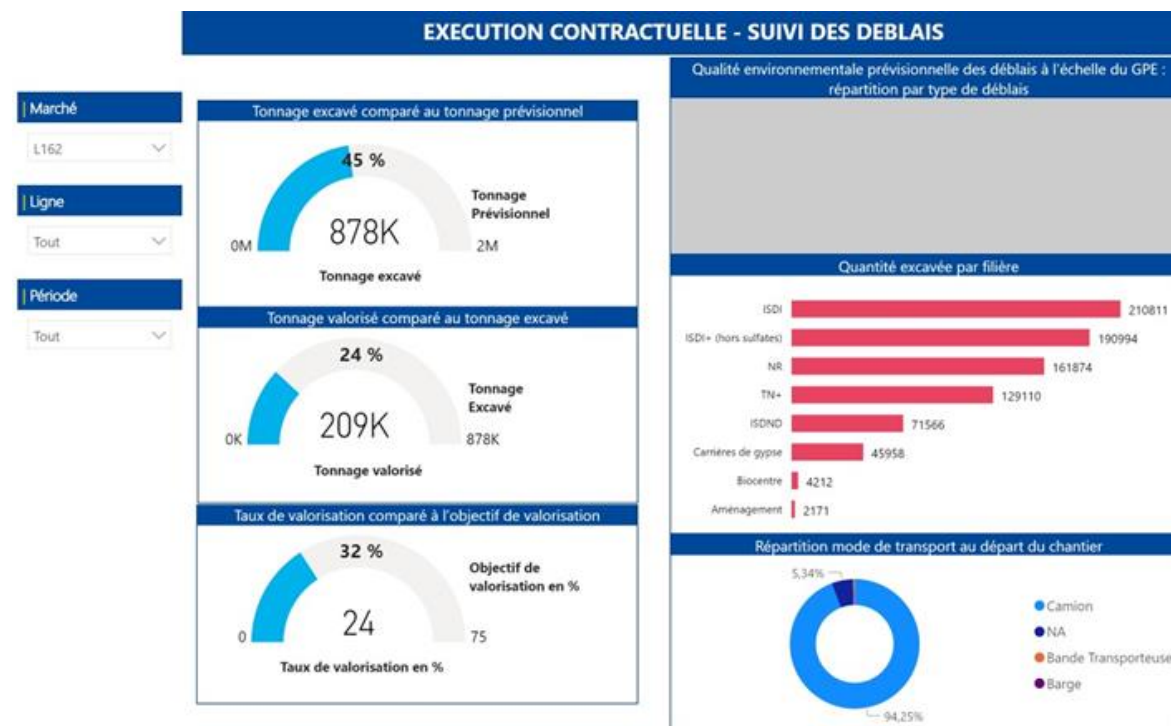 EXECUTION CONTRACTUELLE - SUIVI DES DEBLAIS
Marché
L162
Ligne
Tout
Période
Tout
Tonnage excavé comparé au tonnage prévisionnel
45 %
878K
0M
2M
Tonnage
Prévisionnel
Tonnage excavé
Tonnage valorisé comparé au tonnage excavé
24 %
209K
0K
878K
Tonnage
Excavé
Tonnage valorisé
Taux de valorisation comparé à l'objectif de valorisation
32 %
24
0
75
Objectif de
valorisation en %
Taux de valorisation en %
Qualité environnementale prévisionnelle des déblais à l'échelle du GPE :
répartition par type de déblais
Quantité excavée par filière
ISDI 210811
ISDI+ (hors sulfates) 190994
NR 161874
TN+ 129110
ISDND 71566
Carrières de gypse 45958
Biocentre 4212
Aménagement 2171
Répartition mode de transport au départ du chantier
5,34%
94,25%
Camion
NA
Bande Transporteuse
Barge